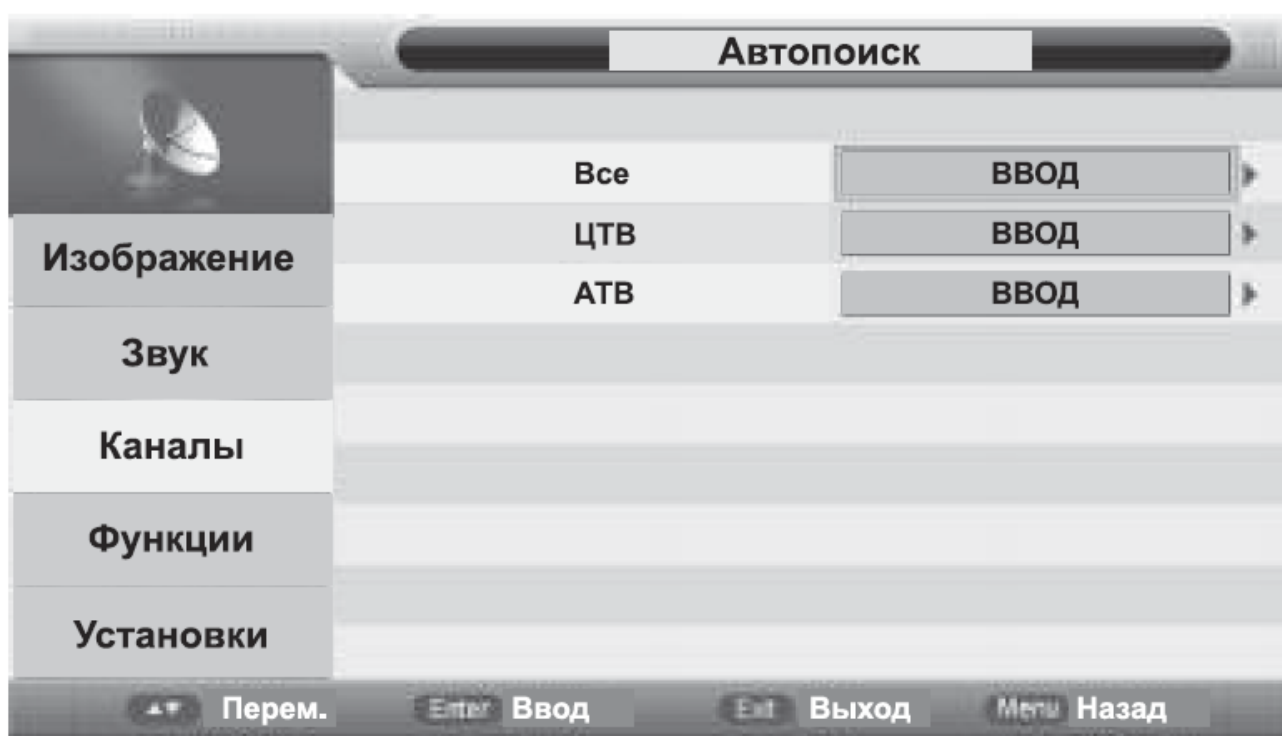 Автопоиск
Все ВВОД
ЦТВ ВВОД
АТВ ВВОД
Изображение
Звук
Каналы
Функции
Установки
Перем. Enter Ввод Exit Выход Menu Назад